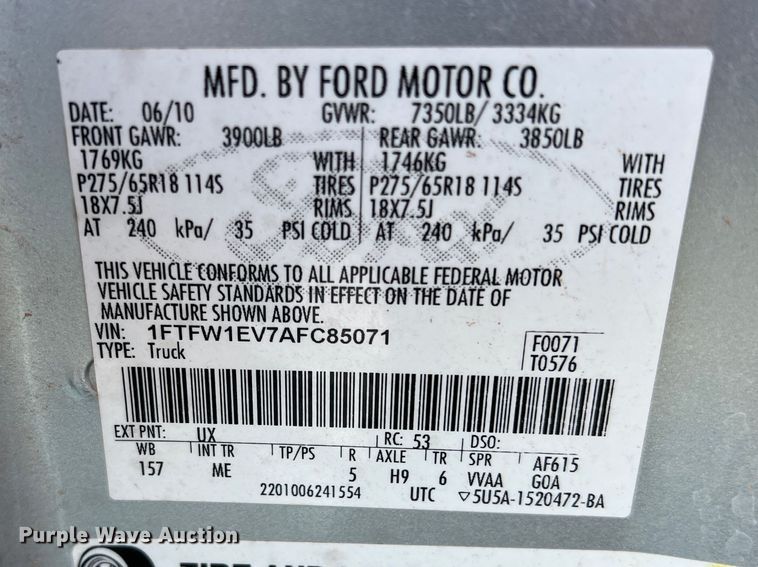 MFD. BY FORD MOTOR CO.
DATE: 06/10 GVWR: 7350LB/ 3334KG
FRONT GAWR: 3900LB REAR GAWR: 3850LB
1769KG WITH 1746KG WITH
P275/65R18 114S TIRES P275/65R18 114S TIRES
18X7.5J RIMS 18X7.5J RIMS
AT 240 kPa/ 35 PSI COLD AT 240 kPa/ 35 PSI COLD
Ford
THIS VEHICLE CONFORMS TO ALL APPLICABLE FEDERAL MOTOR
VEHICLE SAFETY STANDARDS IN EFFECT ON THE DATE OF
MANUFACTURE SHOWN ABOVE.
VIN: 1FTFW1EV7AFC85071
TYPE: Truck
F0071
T0576
EXT PNT: UX RC: 53 DSO:
WB INT TR TP/PS R AXLE TR SPR AF615
157 ME 5 H9 6 VVAA GOA
2201006241554 UTC ▽5U5A-1520472-BA
Purple Wave Auction